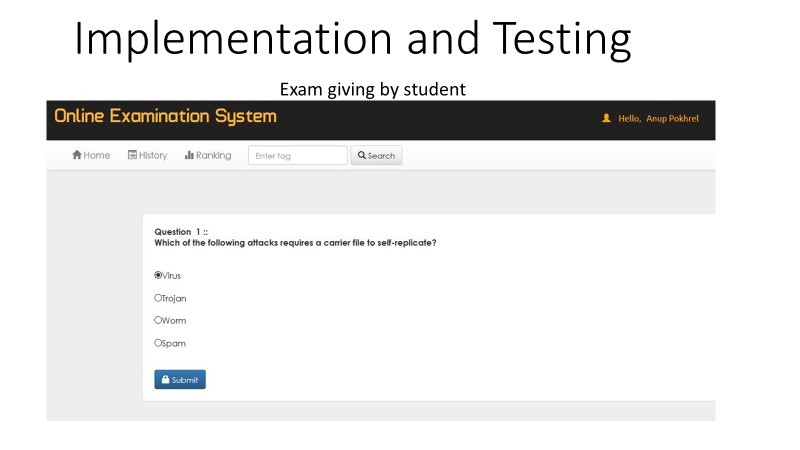 Implementation and Testing
Exam giving by student
Online Examination System
Hello, Anup Pokhrel
Home History Ranking Enter tag Search
Question 1 ::
Which of the following attacks requires a carrier file to self-replicate?
Virus
Trojan
Worm
Spam
Submit